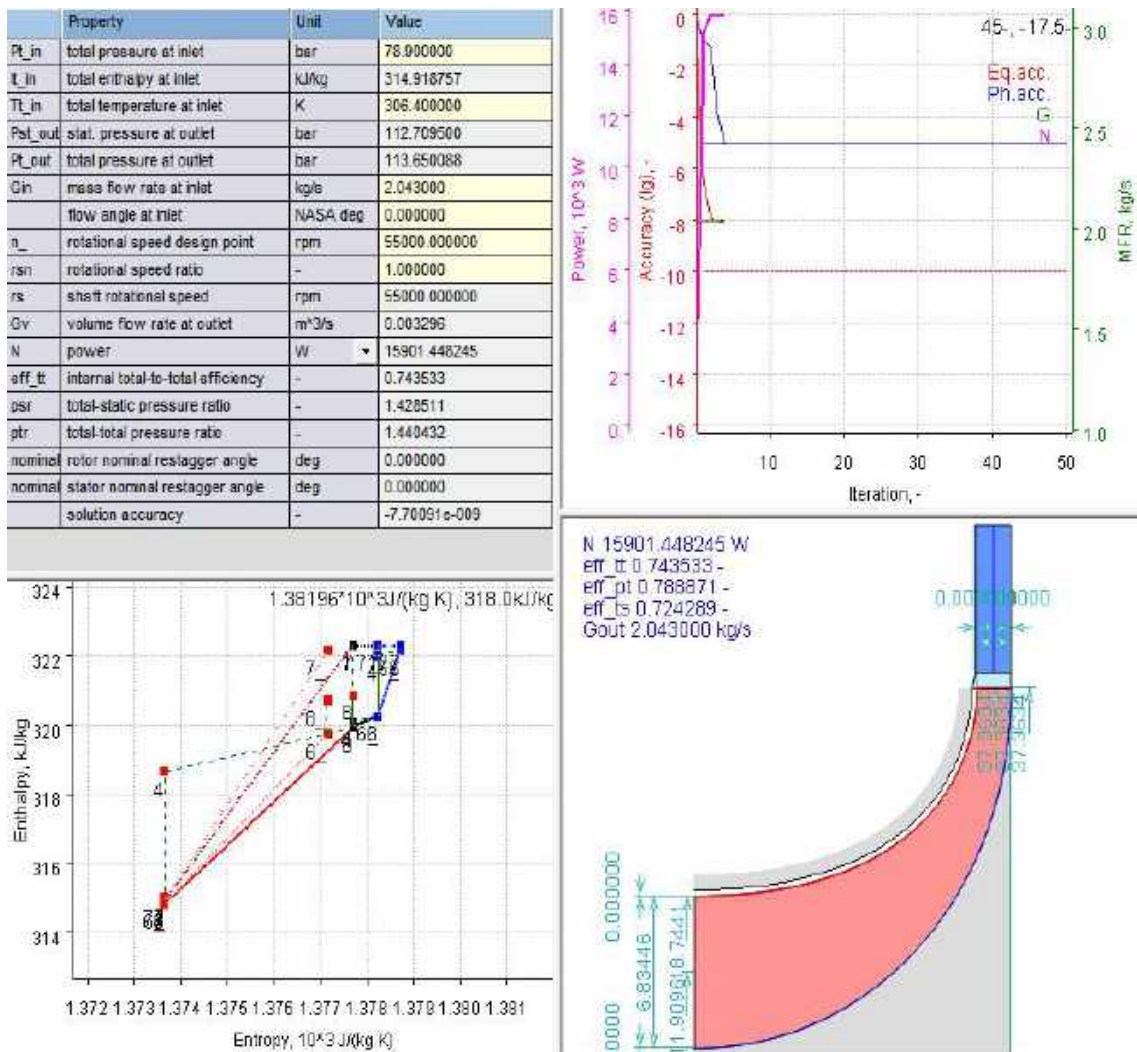 Property Unit Value
Pt_in total pressure at inlet bar 78.900000
it_in total enthalpy at inlet kJ/kg 314.918757
Tt_in total temperature at inlet K 306.400000
Pst_out stat. pressure at outlet bar 112.709500
Pt_out total pressure at outlet bar 113.650088
Gin mass flow rate at inlet kg/s 2.043000
flow angle at inlet NASA deg 0.000000
n_ rotational speed design point rpm 55000.000000
rsn rotational speed ratio - 1.000000
rs shaft rotational speed rpm 55000.000000
Gv volume flow rate at outlet m^3/s 0.003296
N power W 15901.448245
eff_tt internal total-to-total efficiency - 0.743533
psr total-static pressure ratio - 1.428511
ptr total-total pressure ratio - 1.440432
nominal rotor nominal restagger angle deg 0.000000
nominal stator nominal restagger angle deg 0.000000
solution accuracy - -7.70091e-009
45-, -17.5-
Eq.acc.
Ph.acc.
G
N
Power, 10^3 W
16 14 12 10 8 6 4 2 0
Accuracy (lg), -
0 -2 -4 -6 -8 -10 -12 -14 -16
MFR, kg/s
3.0 2.5 2.0 1.5 1.0
10 20 30 40 50
Iteration, -
1.38196*10^3J/(kg K), 318.0kJ/kg
Enthalpy, kJ/kg
324 322 320 318 316 314
7_
6
6_
4
68_
1.372 1.373 1.374 1.375 1.376 1.377 1.378 1.379 1.380 1.381
Entropy, 10^3 J/(kg K)
N 15901.448245 W
eff_tt 0.743533 -
eff_pt 0.788871 -
eff_ts 0.724289 -
Gout 2.043000 kg/s
0.000000
6.83446